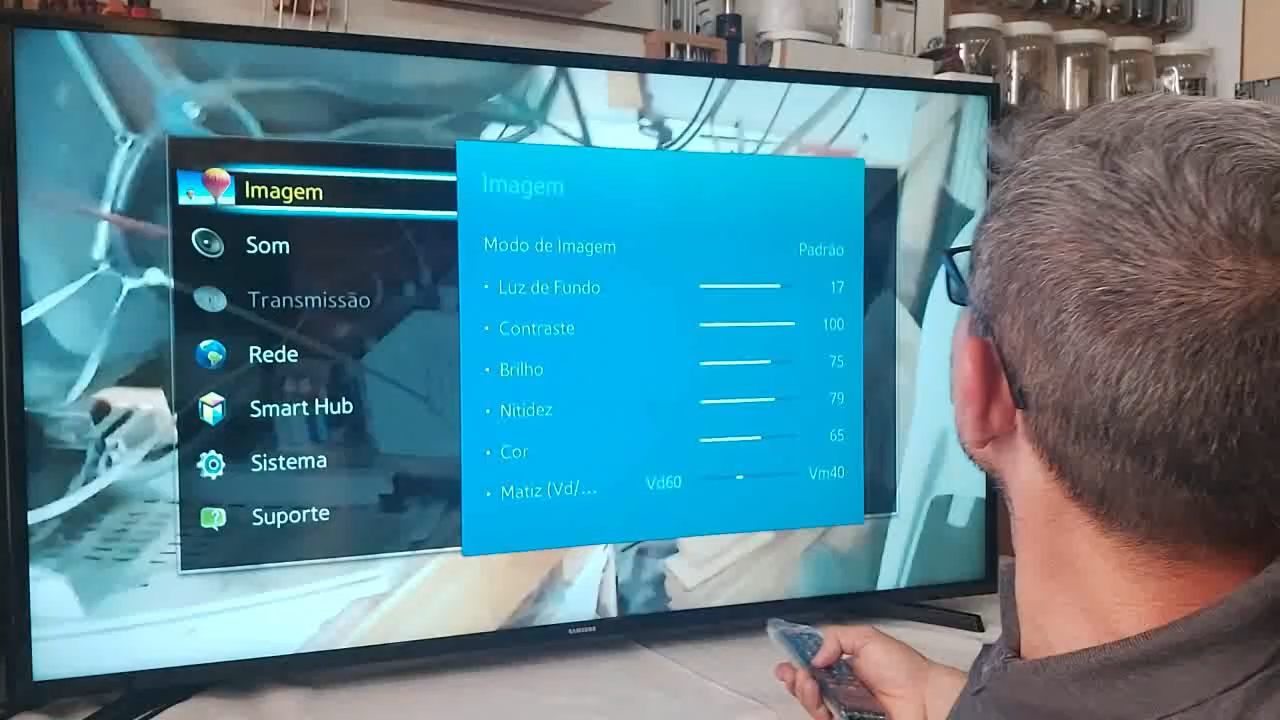 Imagem
Som
Transmissão
Rede
Smart Hub
Sistema
Suporte
Imagem
Modo de Imagem Padrão
· Luz de Fundo 17
· Contraste 100
· Brilho 75
· Nitidez 79
· Cor 65
· Matiz (Vd/... Vd60 Vm40
SAMSUNG